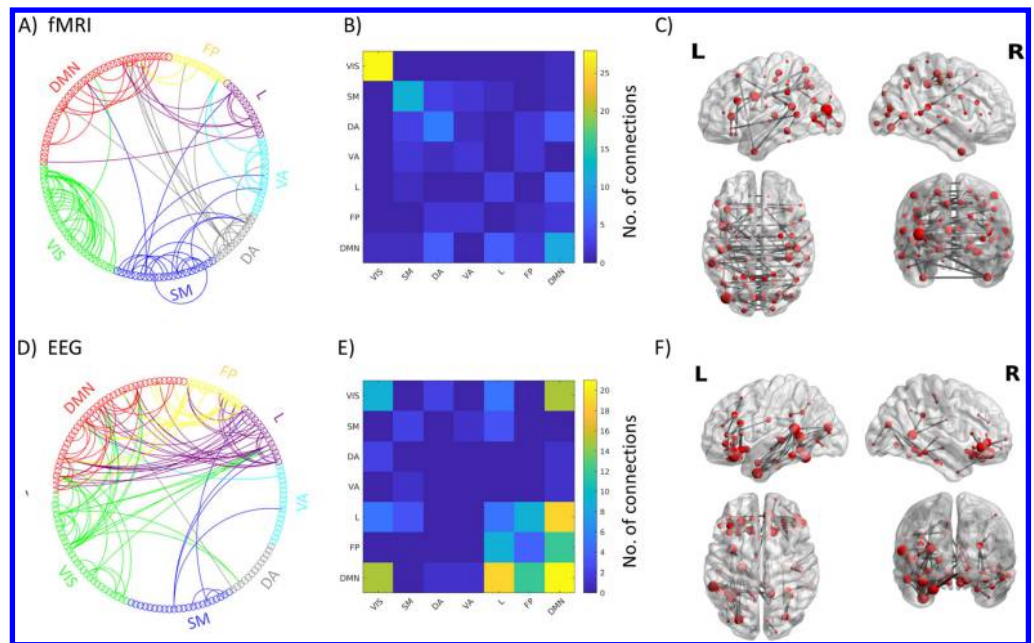 A) fMRI
DMN
FP
L
VA
DA
SM
VIS
B)
VIS
SM
DA
VA
L
FP
DMN
VIS
SM
DA
VA
L
FP
DMN
25
20
15
10
5
0
No. of connections
C)
L
R
D) EEG
DMN
FP
L
VA
DA
SM
VIS
E)
VIS
SM
DA
VA
L
FP
DMN
VIS
SM
DA
VA
L
FP
DMN
20
18
16
14
12
10
8
6
4
2
0
No. of connections
F)
L
R